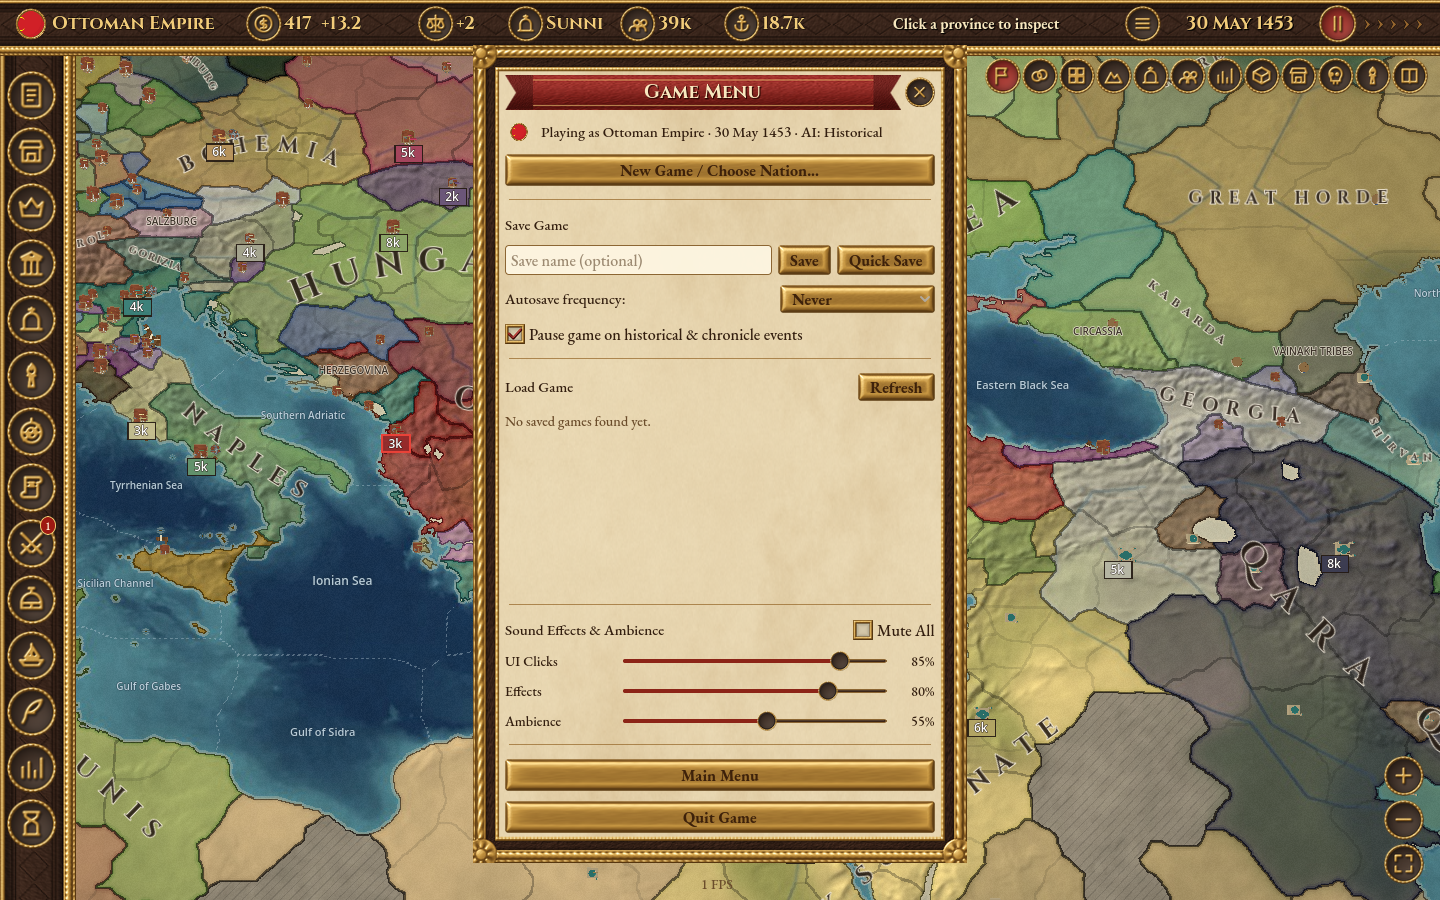 Ottoman Empire 417 +13.2 +2 Sunni 39k 18.7k Click a province to inspect 30 May 1453
Game Menu
Playing as Ottoman Empire · 30 May 1453 · AI: Historical
New Game / Choose Nation...
Save Game
Save name (optional) Save Quick Save
Autosave frequency: Never
Pause game on historical & chronicle events
Load Game Refresh
No saved games found yet.
Sound Effects & Ambience Mute All
UI Clicks 85%
Effects 80%
Ambience 55%
Main Menu
Quit Game
1 FPS
1
BOHEMIA
6k
5k
2k
SALZBURG
GORIZIA
4k
8k
HUNGA
4k
HERZEGOVINA
Southern Adriatic
3k
3k
NAPLES
5k
Tyrrhenian Sea
Sicilian Channel
Ionian Sea
Gulf of Gabes
Gulf of Sidra
UNIS
GREAT HORDE
EA
KABARDA
North
CIRCASSIA
VAINAKH TRIBES
Eastern Black Sea
GEORGIA
SHIRVAN
5k
8k
QARA
Q
6k
NATE